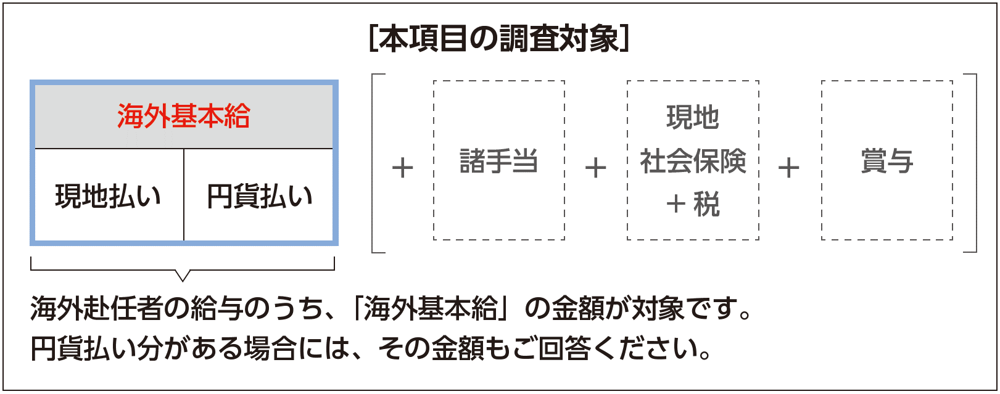 ［本項目の調査対象］
海外基本給
現地払い
円貨払い
＋
諸手当
＋
現地
社会保険
＋税
＋
賞与
海外赴任者の給与のうち、「海外基本給」の金額が対象です。
円貨払い分がある場合には、その金額もご回答ください。